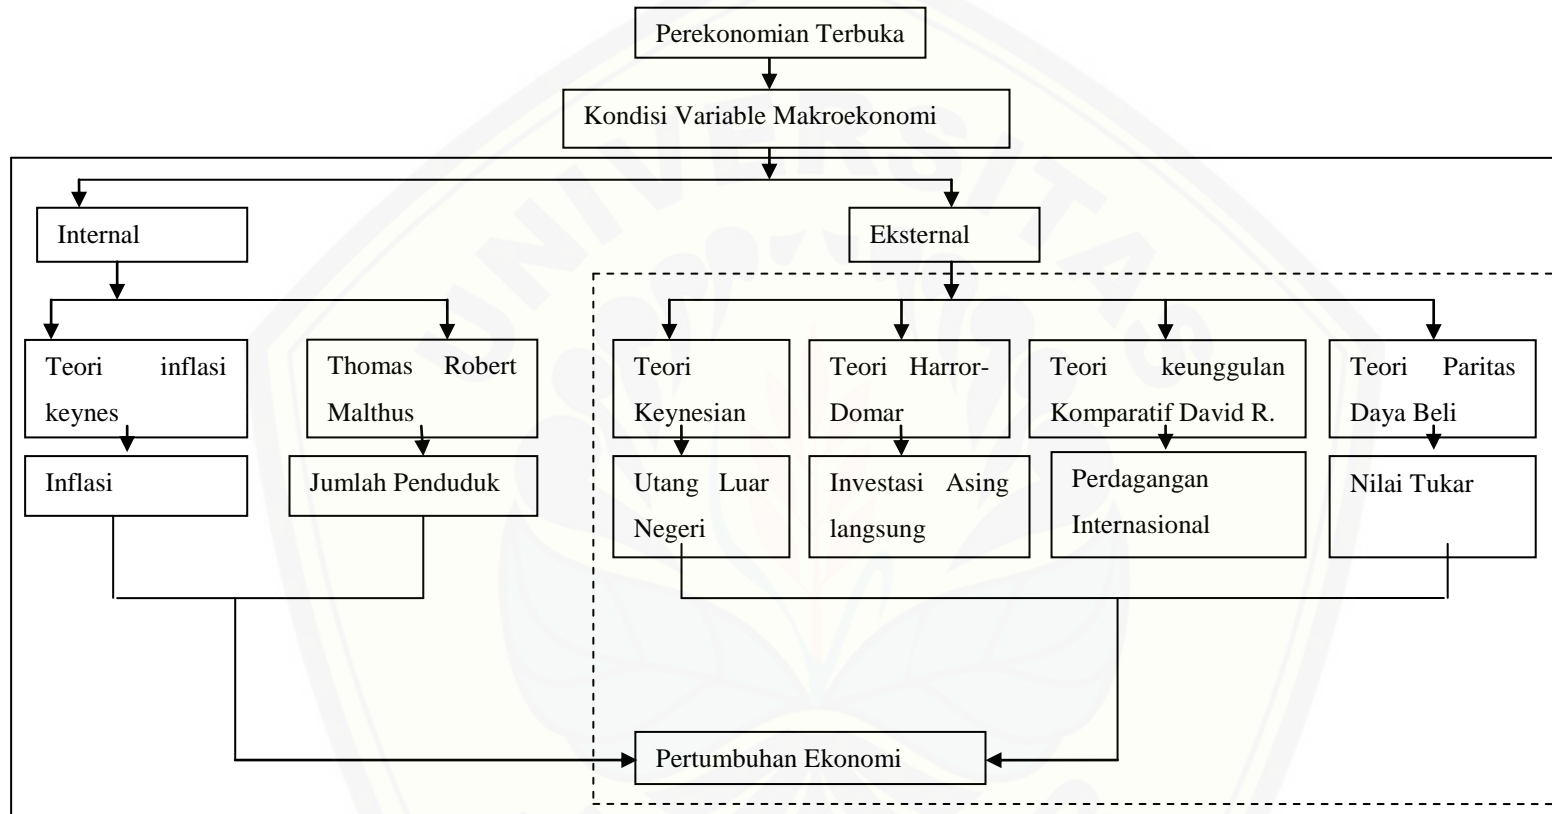 Perekonomian Terbuka
Kondisi Variable Makroekonomi
Internal
Eksternal
Teori inflasi
keynes
Thomas Robert
Malthus
Teori
Keynesian
Teori Harror-
Domar
Teori keunggulan
Komparatif David R.
Teori Paritas
Daya Beli
Inflasi
Jumlah Penduduk
Utang Luar
Negeri
Investasi Asing
langsung
Perdagangan
Internasional
Nilai Tukar
Pertumbuhan Ekonomi
UNIVERSITAS